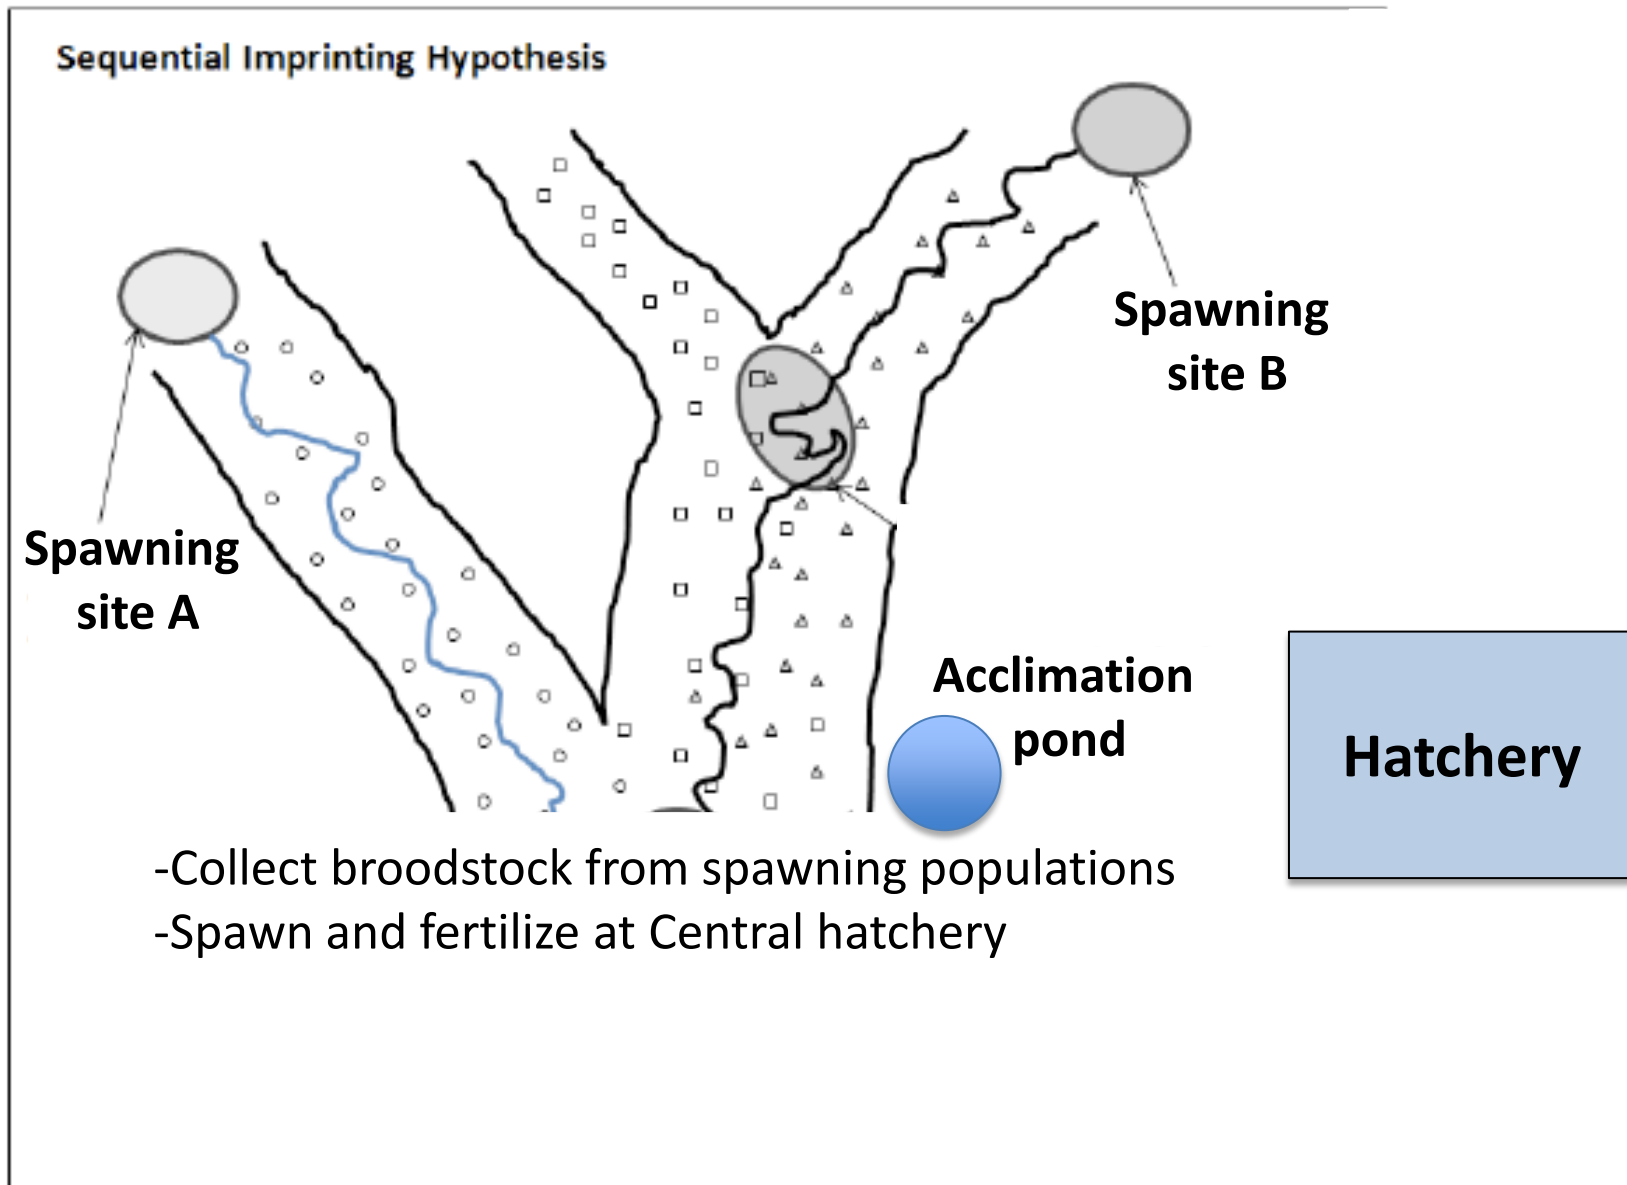 Sequential Imprinting Hypothesis
Spawning
site B
Spawning
site A
Acclimation
pond
Hatchery
-Collect broodstock from spawning populations
-Spawn and fertilize at Central hatchery